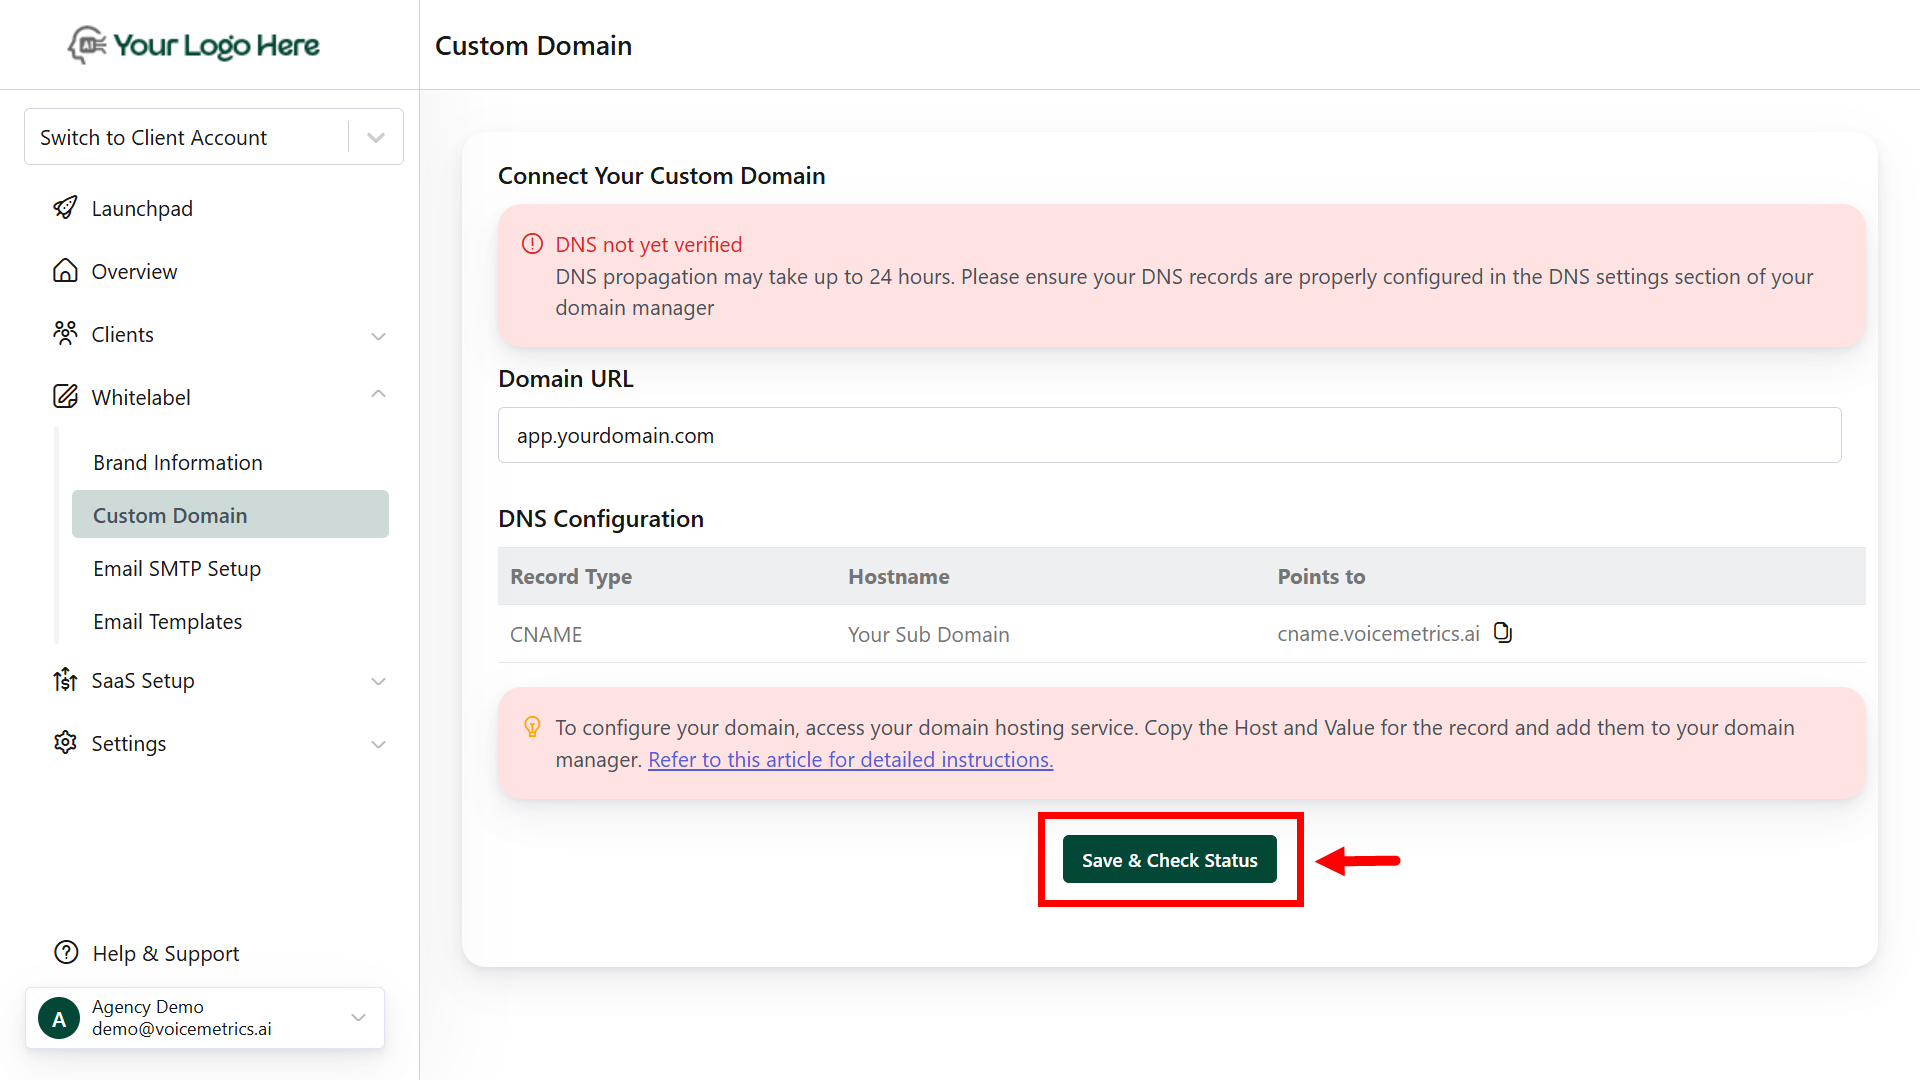 AI Your Logo Here
Custom Domain
Switch to Client Account
Launchpad
Overview
Clients
Whitelabel
Brand Information
Custom Domain
Email SMTP Setup
Email Templates
SaaS Setup
Settings
Help & Support
A
Agency Demo
demo@voicemetrics.ai
Connect Your Custom Domain
DNS not yet verified
DNS propagation may take up to 24 hours. Please ensure your DNS records are properly configured in the DNS settings section of your
domain manager
Domain URL
app.yourdomain.com
DNS Configuration
Record Type Hostname Points to
CNAME Your Sub Domain cname.voicemetrics.ai
To configure your domain, access your domain hosting service. Copy the Host and Value for the record and add them to your domain
manager. Refer to this article for detailed instructions.
Save & Check Status